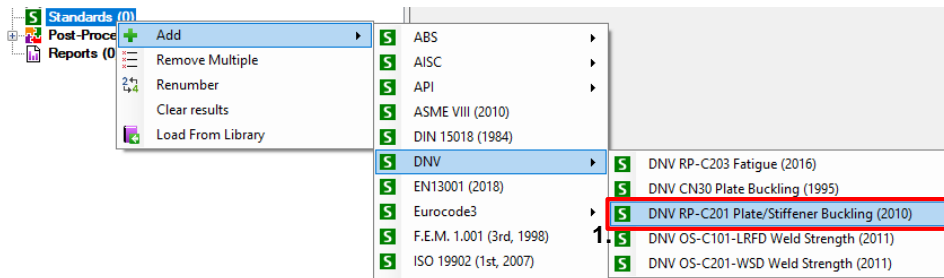 Standards (0)
Post-Proce
Reports (0
Add
Remove Multiple
Renumber
Clear results
Load From Library
ABS
AISC
API
ASME VIII (2010)
DIN 15018 (1984)
DNV
EN13001 (2018)
Eurocode3
F.E.M. 1.001 (3rd, 1998)
ISO 19902 (1st, 2007)
DNV RP-C203 Fatigue (2016)
DNV CN30 Plate Buckling (1995)
1. DNV RP-C201 Plate/Stiffener Buckling (2010)
DNV OS-C101-LRFD Weld Strength (2011)
DNV OS-C201-WSD Weld Strength (2011)